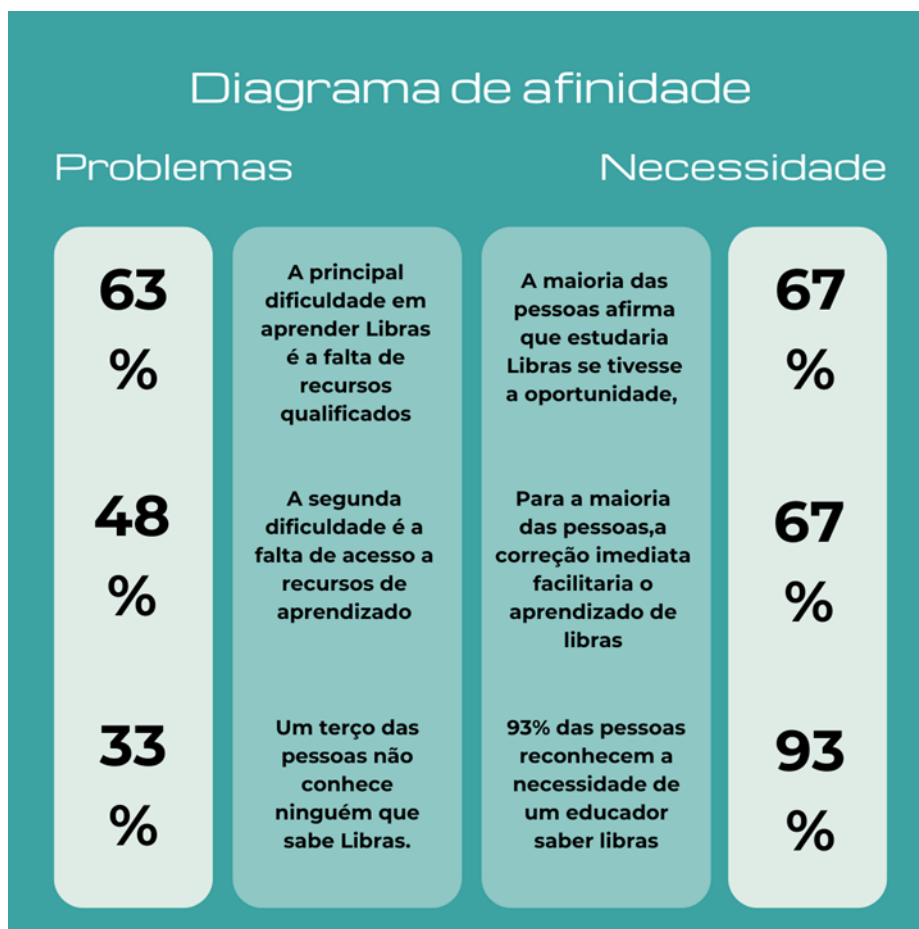 Diagrama de afinidade
Problemas
Necessidade
63
%
A principal
dificuldade em
aprender Libras
é a falta de
recursos
qualificados
A maioria das
pessoas afirma
que estudaria
Libras se tivesse
a oportunidade,
67
%
48
%
A segunda
dificuldade é a
falta de acesso a
recursos de
aprendizado
Para a maioria
das pessoas,a
correção imediata
facilitaria o
aprendizado de
libras
67
%
33
%
Um terço das
pessoas não
conhece
ninguém que
sabe Libras.
93% das pessoas
reconhecem a
necessidade de
um educador
saber libras
93
%